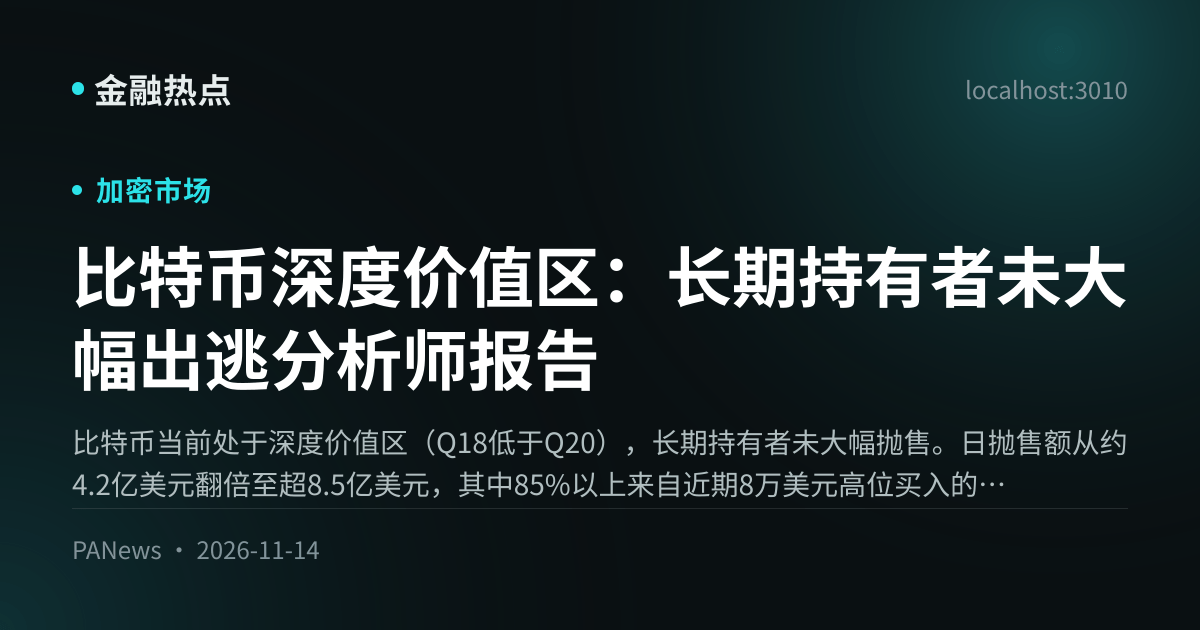 金融热点
localhost:3010
加密市场
比特币深度价值区：长期持有者未大
幅出逃分析师报告
比特币当前处于深度价值区（Q18低于Q20），长期持有者未大幅抛售。日抛售额从约
4.2亿美元翻倍至超8.5亿美元，其中85%以上来自近期8万美元高位买入的…
PANews • 2026-11-14